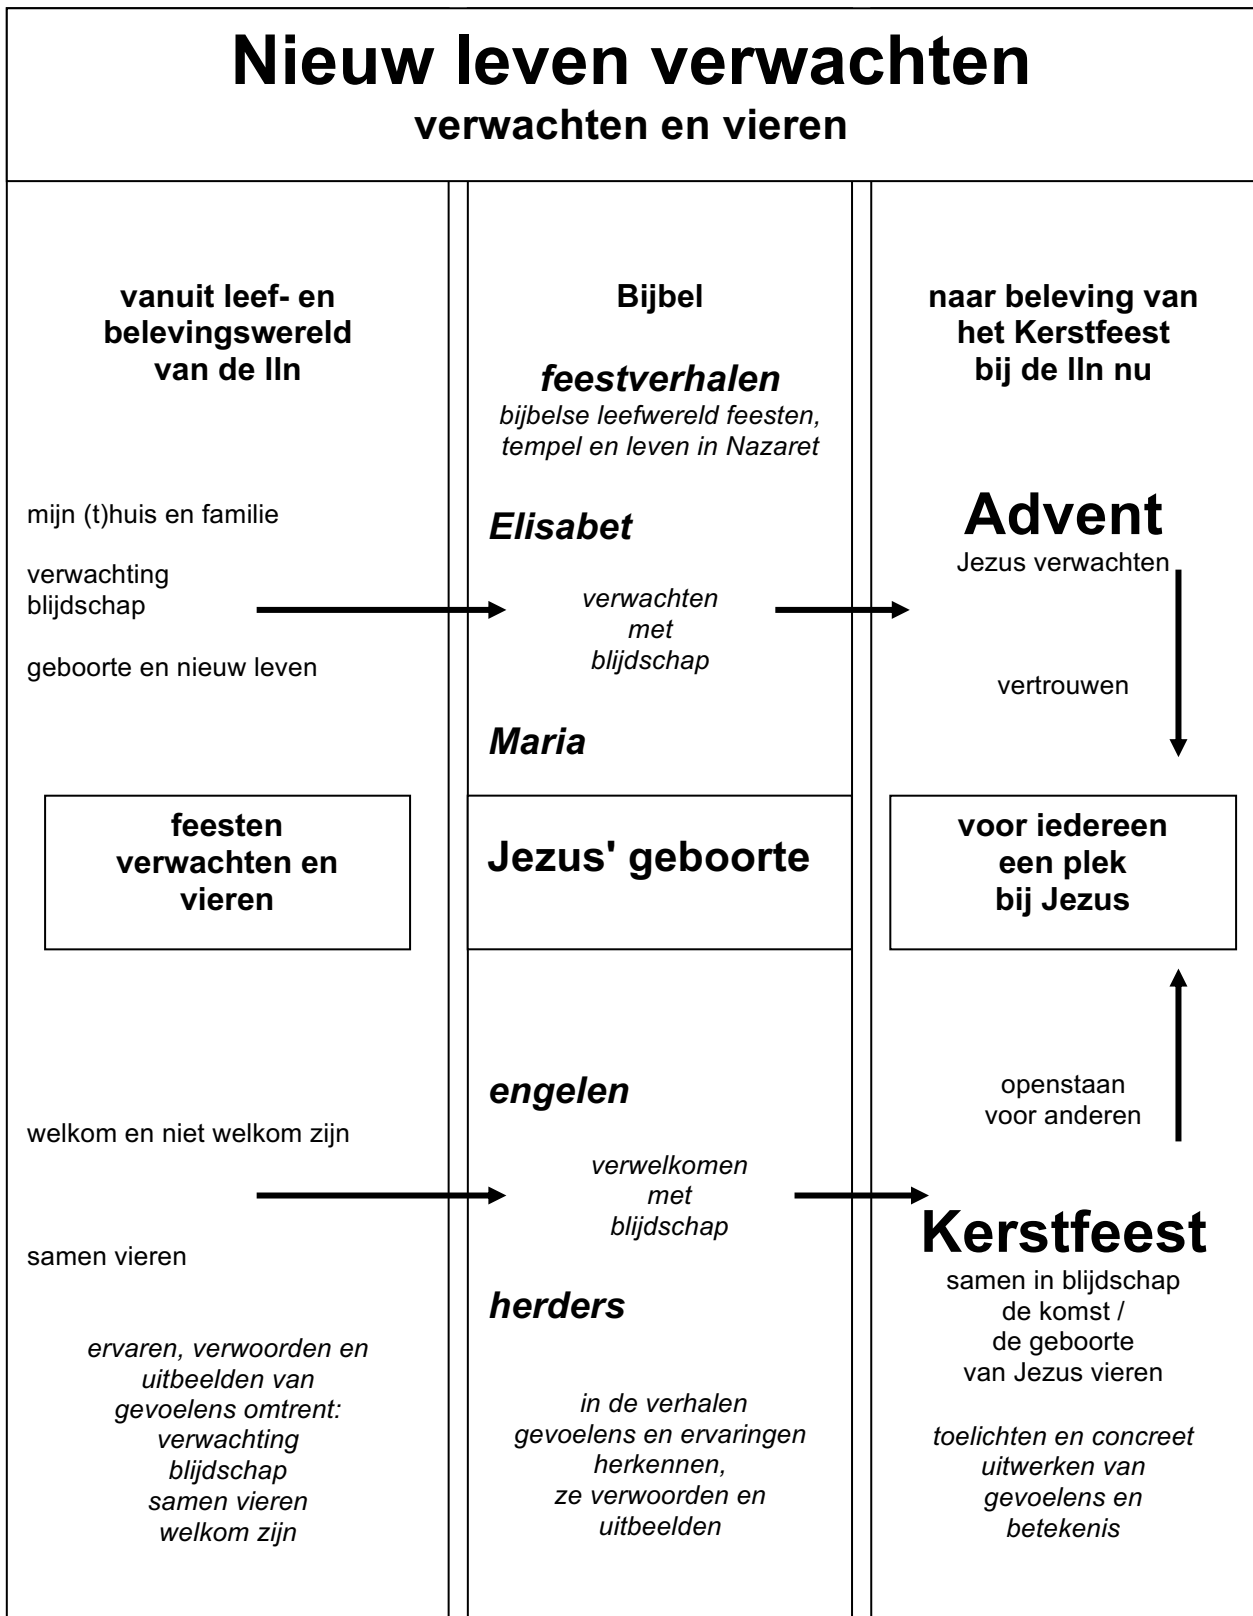 Nieuw leven verwachten
verwachten en vieren
vanuit leef- en
belevingswereld
van de lln
mijn (t)huis en familie
verwachting
blijdschap
geboorte en nieuw leven
feesten
verwachten en
vieren
welkom en niet welkom zijn
samen vieren
ervaren, verwoorden en
uitbeelden van
gevoelens omtrent:
verwachting
blijdschap
samen vieren
welkom zijn
Bijbel
feestverhalen
bijbelse leefwereld feesten,
tempel en leven in Nazaret
Elisabet
verwachten
met
blijdschap
Maria
Jezus' geboorte
engelen
verwelkomen
met
blijdschap
herders
in de verhalen
gevoelens en ervaringen
herkennen,
ze verwoorden en
uitbeelden
naar beleving van
het Kerstfeest
bij de lln nu
Advent
Jezus verwachten
vertrouwen
voor iedereen
een plek
bij Jezus
openstaan
voor anderen
Kerstfeest
samen in blijdschap
de komst /
de geboorte
van Jezus vieren
toelichten en concreet
uitwerken van
gevoelens en
betekenis